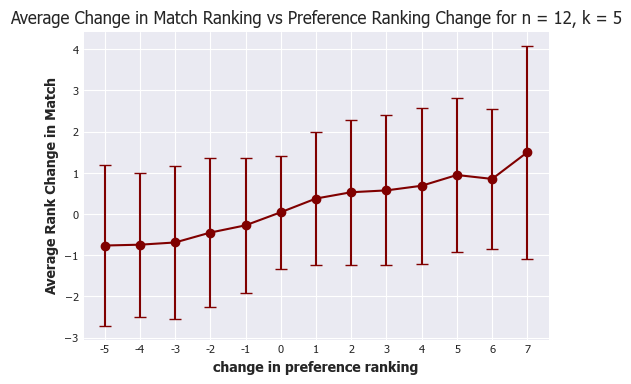 Average Change in Match Ranking vs Preference Ranking Change for n = 12, k = 5
Average Rank Change in Match
4
3
2
1
0
−1
−2
−3
-5 -4 -3 -2 -1 0 1 2 3 4 5 6 7
change in preference ranking